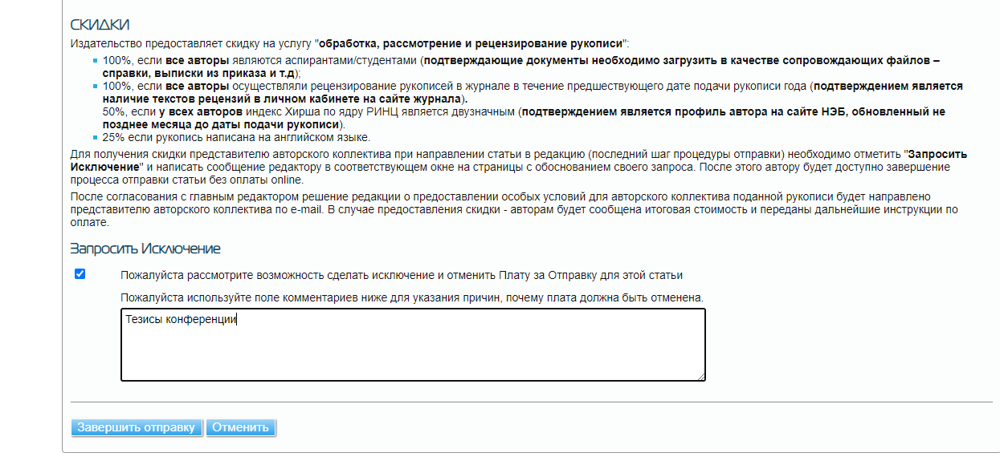 СКИДКИ
Издательство предоставляет скидку на услугу "обработка, рассмотрение и рецензирование рукописи":
100%, если все авторы являются аспирантами/студентами (подтверждающие документы необходимо загрузить в качестве сопровождающих файлов –
справки, выписки из приказа и т.д);
100%, если все авторы осуществляли рецензирование рукописей в журнале в течение предшествующего дате подачи рукописи года (подтверждением является
наличие текстов рецензий в личном кабинете на сайте журнала).
50%, если у всех авторов индекс Хирша по ядру РИНЦ является двузначным (подтверждением является профиль автора на сайте НЭБ, обновленный не
позднее месяца до даты подачи рукописи).
25% если рукопись написана на английском языке.
Для получения скидки представителю авторского коллектива при направлении статьи в редакцию (последний шаг процедуры отправки) необходимо отметить "Запросить
Исключение" и написать сообщение редактору в соответствующем окне на страницы с обоснованием своего запроса. После этого автору будет доступно завершение
процесса отправки статьи без оплаты online.
После согласования с главным редактором решение редакции о предоставлении особых условий для авторского коллектива поданной рукописи будет направлено
представителю авторского коллектива по e-mail. В случае предоставления скидки - авторам будет сообщена итоговая стоимость и переданы дальнейшие инструкции по
оплате.
Запросить Исключение
Пожалуйста рассмотрите возможность сделать исключение и отменить Плату за Отправку для этой статьи
Пожалуйста используйте поле комментариев ниже для указания причин, почему плата должна быть отменена.
Тезисы конференции
Завершить отправку Отменить